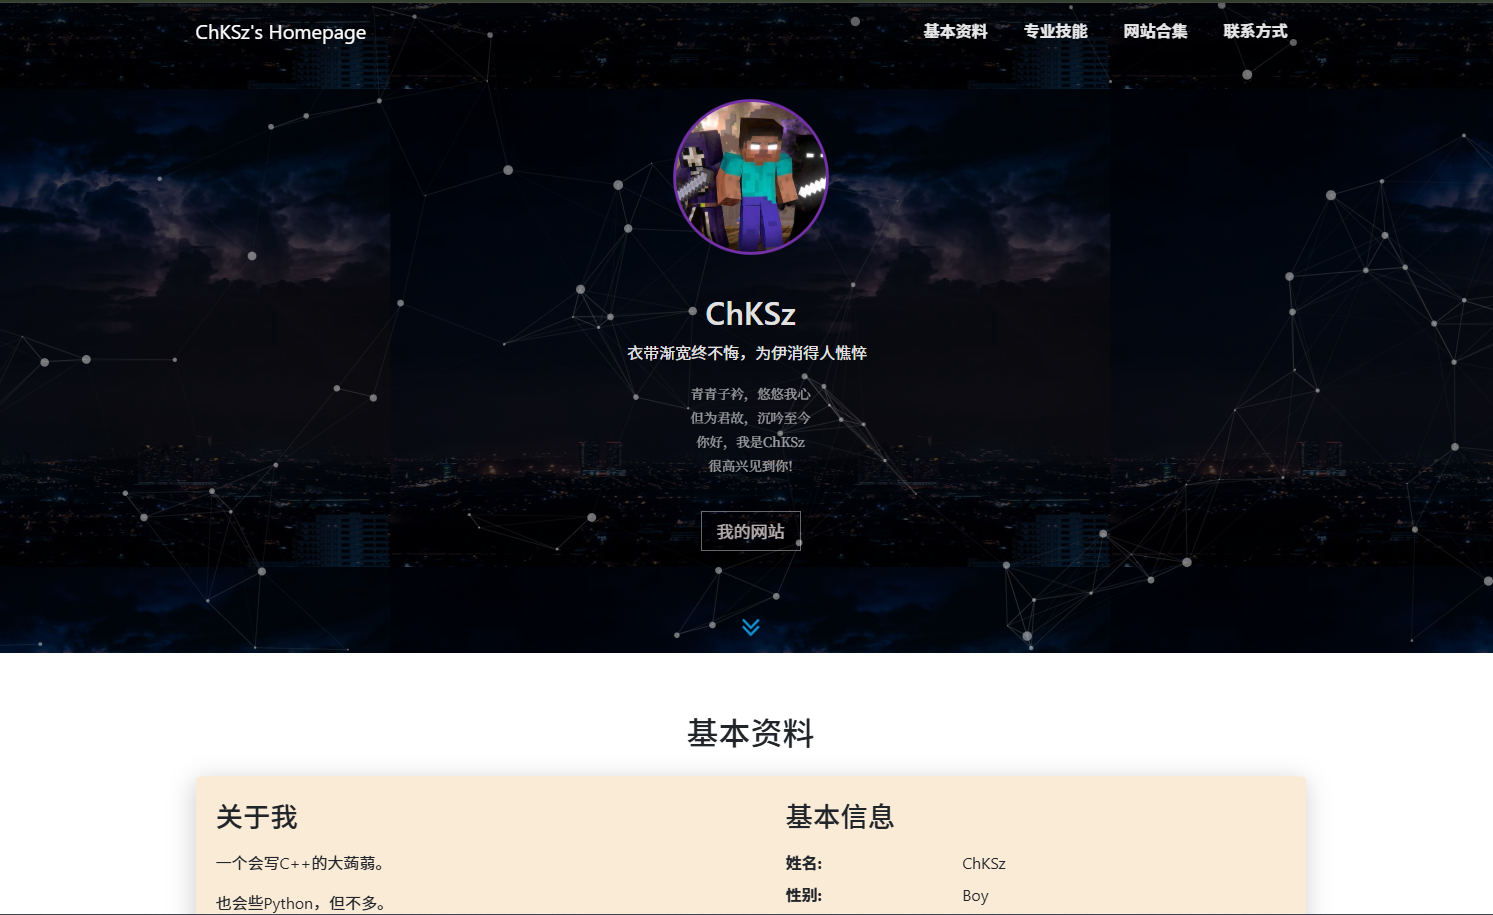 ChKSz's Homepage
基本资料 专业技能 网站合集 联系方式
ChKSz
衣带渐宽终不悔，为伊消得人憔悴
青青子衿，悠悠我心
但为君故，沉吟至今
你好，我是ChKSz
很高兴见到你!
我的网站
基本资料
关于我
一个会写C++的大蒟蒻。
也会些Python，但不多。
基本信息
姓名: ChKSz
性别: Boy